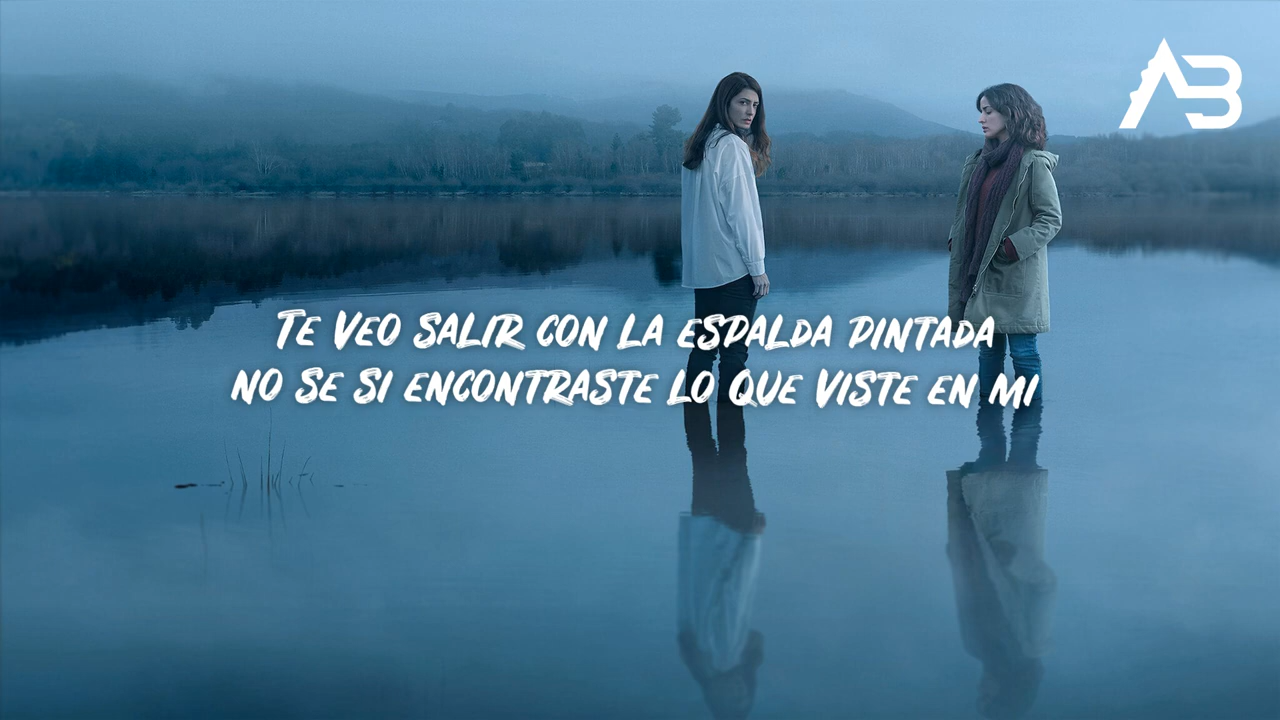 AB
TE VEO SALIR CON LA ESPALDA PINTADA
NO SE SI ENCONTRASTE LO QUE VISTE EN MI